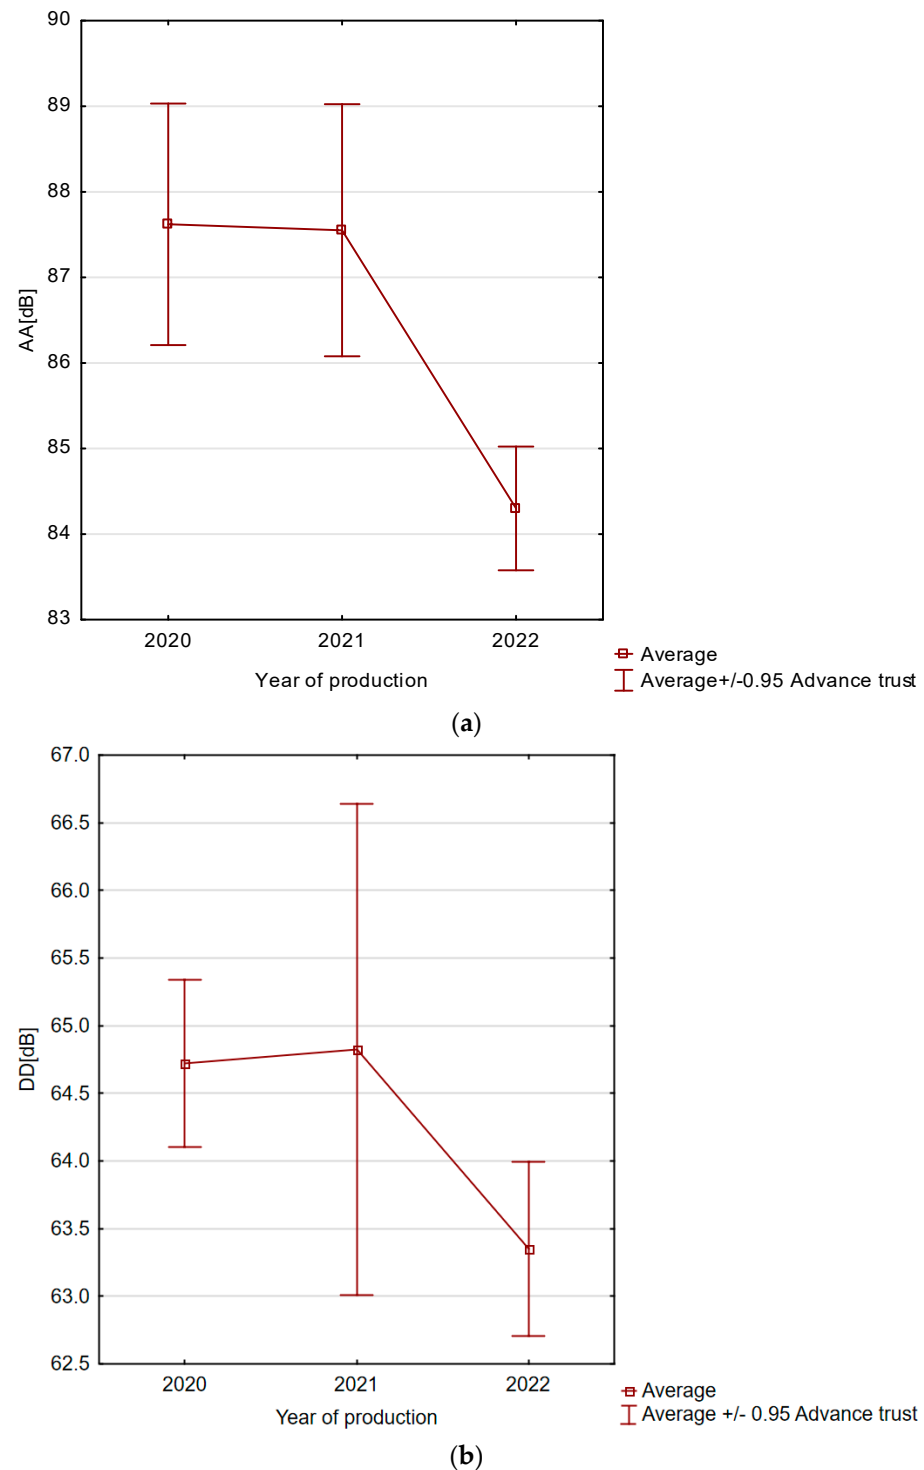 90
89
88
87
86
85
84
83
AA[dB]
2020 2021 2022
Year of production
Average
Average+/-0.95 Advance trust
(a)
67.0
66.5
66.0
65.5
65.0
64.5
64.0
63.5
63.0
62.5
DD[dB]
2020 2021 2022
Year of production
Average
Average +/- 0.95 Advance trust
(b)